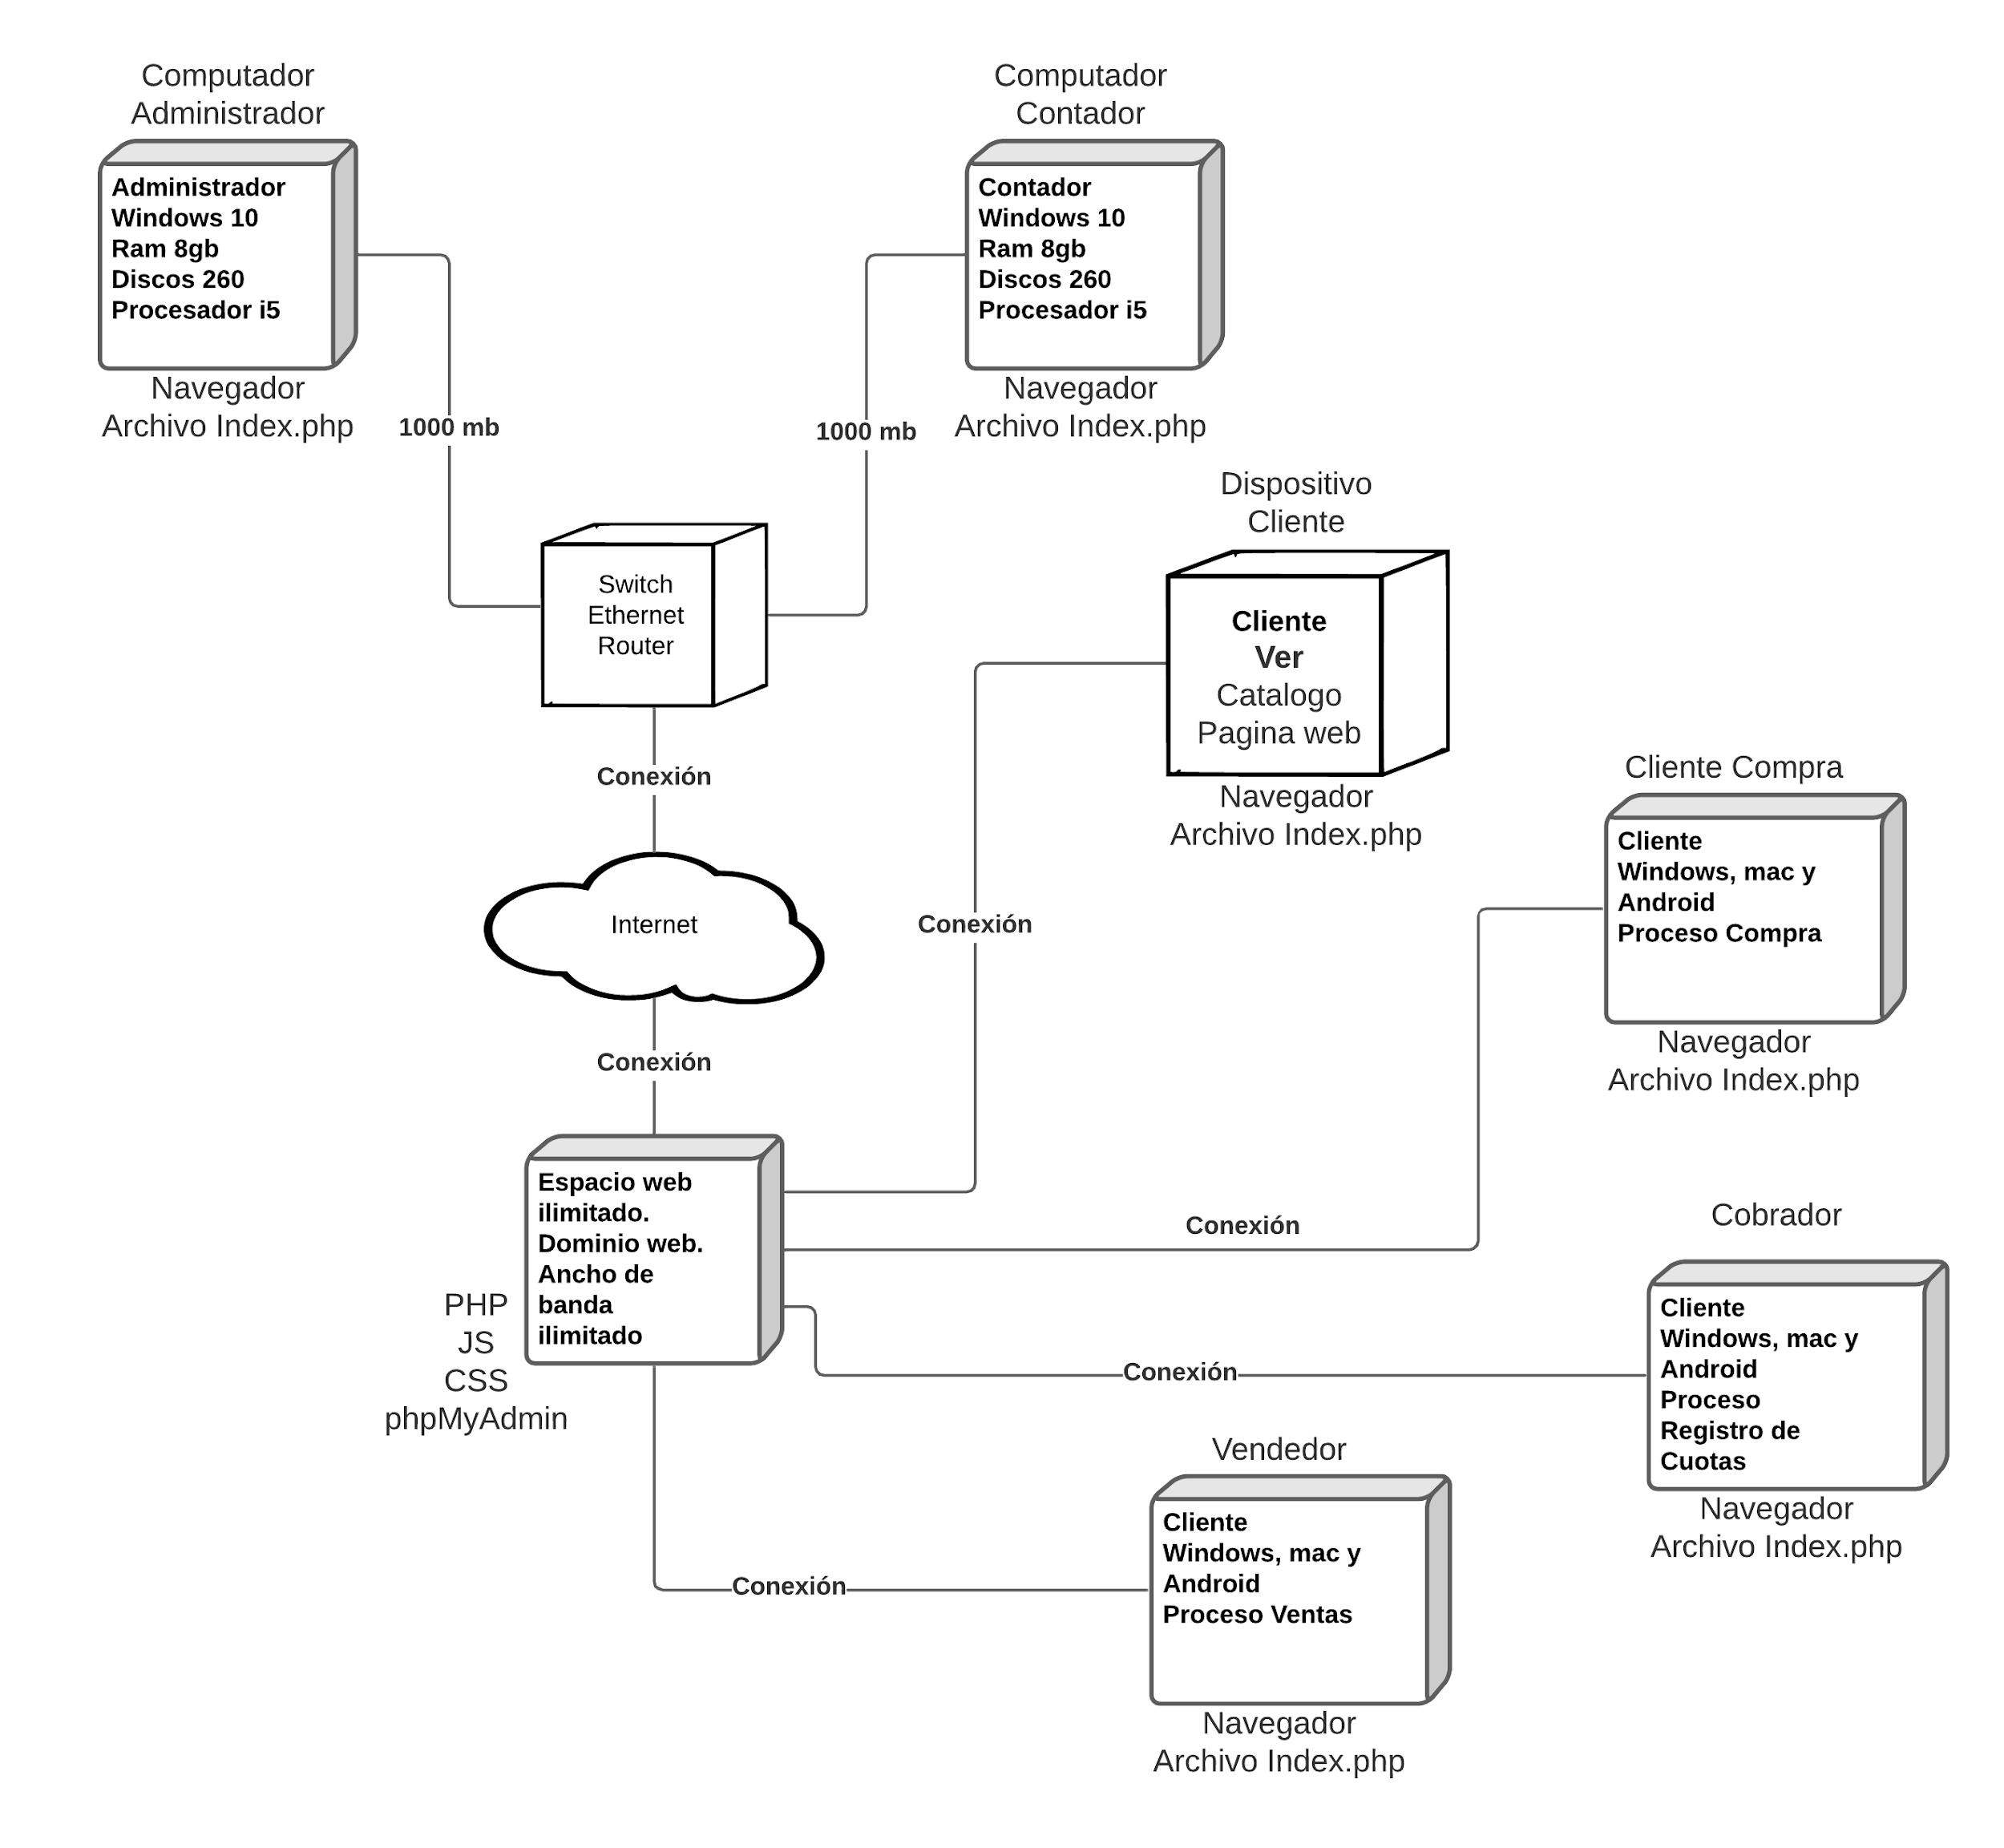 Computador
Administrador
Administrador
Windows 10
Ram 8gb
Discos 260
Procesador i5
Navegador
Archivo Index.php
1000 mb
Computador
Contador
Contador
Windows 10
Ram 8gb
Discos 260
Procesador i5
Navegador
Archivo Index.php
1000 mb
Switch
Ethernet
Router
Conexión
Internet
Conexión
Dispositivo
Cliente
Cliente
Ver
Catalogo
Pagina web
Navegador
Archivo Index.php
Conexión
Cliente Compra
Cliente
Windows, mac y
Android
Proceso Compra
Navegador
Archivo Index.php
Conexión
Espacio web
ilimitado.
Dominio web.
Ancho de
banda
ilimitado
PHP
JS
CSS
phpMyAdmin
Cobrador
Cliente
Windows, mac y
Android
Proceso
Registro de
Cuotas
Navegador
Archivo Index.php
Conexión
Vendedor
Cliente
Windows, mac y
Android
Proceso Ventas
Navegador
Archivo Index.php
Conexión